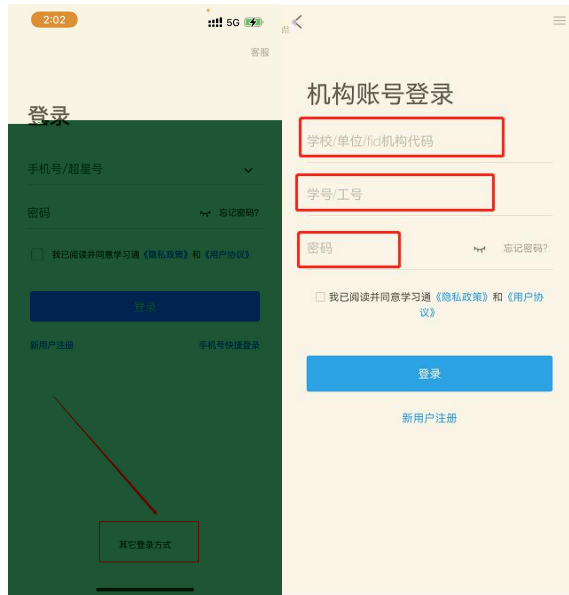 2:02
5G
客服
登录
手机号/超星号
密码
忘记密码?
我已阅读并同意学习通《隐私政策》和《用户协议》
登录
新用户注册
手机号快捷登录
其它登录方式
机构账号登录
学校/单位/fid机构代码
学号/工号
密码
忘记密码?
我已阅读并同意学习通《隐私政策》和《用户协
议》
登录
新用户注册